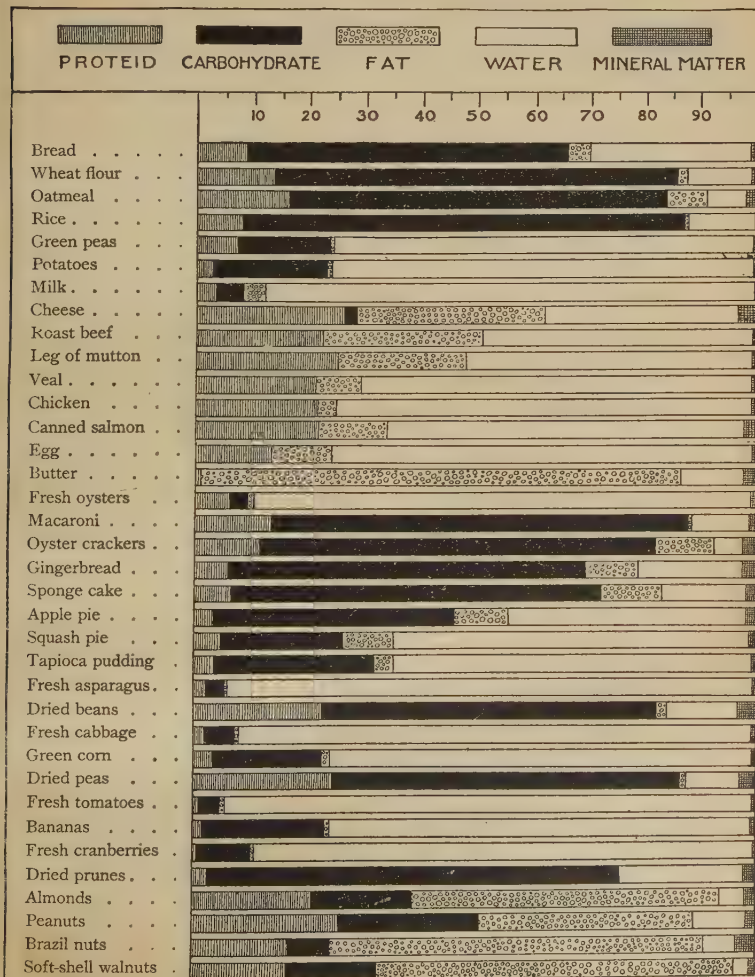 PROTEID CARBOHYDRATE FAT WATER MINERAL MATTER
10 20 30 40 50 60 70 80 90
Bread . . . . .
Wheat flour . . .
Oatmeal . . . .
Rice . . . . . .
Green peas . . .
Potatoes . . . .
Milk . . . . . .
Cheese . . . . .
Roast beef . . .
Leg of mutton . .
Veal . . . . . .
Chicken . . . .
Canned salmon . .
Egg . . . . . .
Butter . . . . .
Fresh oysters . .
Macaroni . . . .
Oyster crackers . .
Gingerbread . . .
Sponge cake . . .
Apple pie . . . .
Squash pie . . .
Tapioca pudding .
Fresh asparagus . .
Dried beans . . .
Fresh cabbage . .
Green corn . . .
Dried peas . . .
Fresh tomatoes . .
Bananas . . . .
Fresh cranberries .
Dried prunes . . .
Almonds . . . .
Peanuts . . . .
Brazil nuts . . .
Soft-shell walnuts .